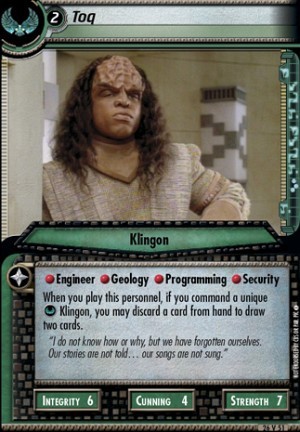 2 Toq
Klingon
Engineer Geology Programming Security
When you play this personnel, if you command a unique
Klingon, you may discard a card from hand to draw
two cards.
"I do not know how or why, but we have forgotten ourselves.
Our stories are not told... our songs are not sung."
INTEGRITY 6 CUNNING 4 STRENGTH 7